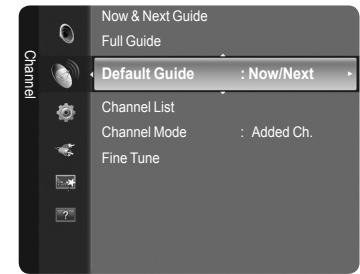 Channel
Now & Next Guide
Full Guide
Default Guide : Now/Next
Channel List
Channel Mode : Added Ch.
Fine Tune
?